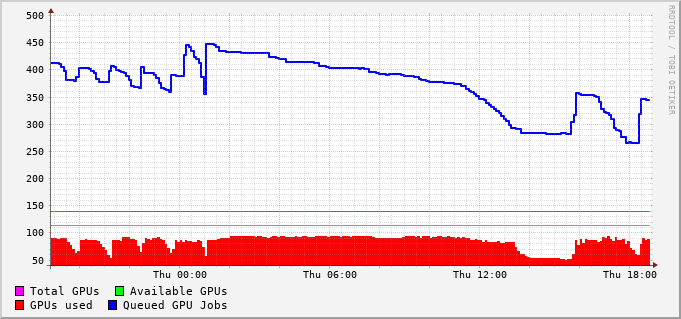 500
450
400
350
300
250
200
150
100
50
Thu 00:00 Thu 06:00 Thu 12:00 Thu 18:00
Total GPUs Available GPUs
GPUs used Queued GPU Jobs
RRDTOOL / TOBI OETIKER